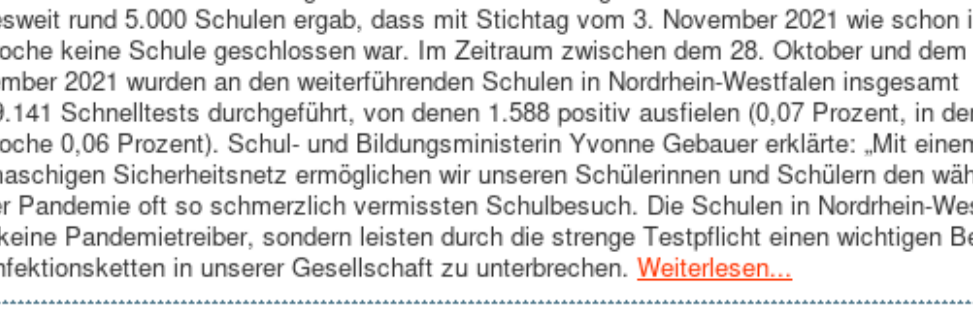 esweit rund 5.000 Schulen ergab, dass mit Stichtag vom 3. November 2021 wie schon i
oche keine Schule geschlossen war. Im Zeitraum zwischen dem 28. Oktober und dem
ember 2021 wurden an den weiterführenden Schulen in Nordrhein-Westfalen insgesamt
9.141 Schnelltests durchgeführt, von denen 1.588 positiv ausfielen (0,07 Prozent, in der
oche 0,06 Prozent). Schul- und Bildungsministerin Yvonne Gebauer erklärte: „Mit einem
maschigen Sicherheitsnetz ermöglichen wir unseren Schülerinnen und Schülern den wäh
er Pandemie oft so schmerzlich vermissten Schulbesuch. Die Schulen in Nordrhein-Wes
keine Pandemietreiber, sondern leisten durch die strenge Testpflicht einen wichtigen Be
nfektionsketten in unserer Gesellschaft zu unterbrechen. Weiterlesen...